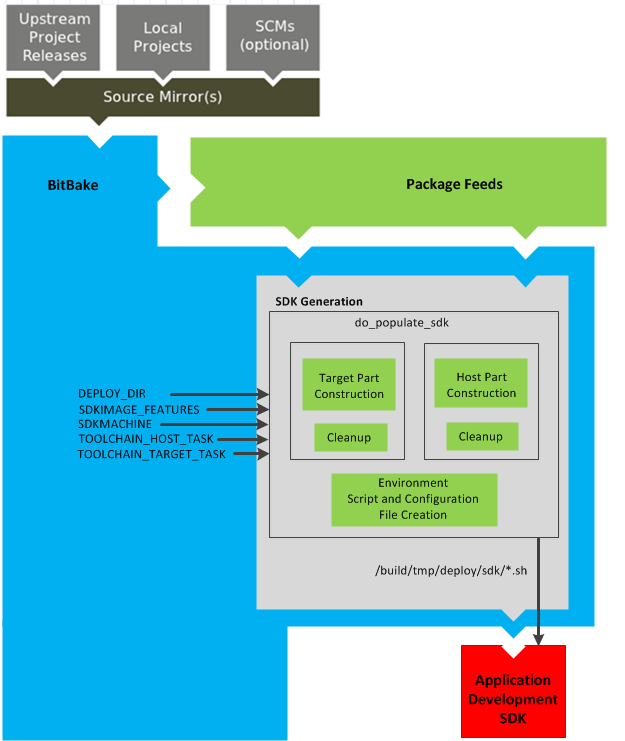 Upstream
Project
Releases
Local
Projects
SCMs
(optional)
Source Mirror(s)
BitBake
Package Feeds
SDK Generation
do_populate_sdk
Target Part
Construction
Host Part
Construction
Cleanup
Cleanup
DEPLOY_DIR
SDKIMAGE_FEATURES
SDKMACHINE
TOOLCHAIN_HOST_TASK
TOOLCHAIN_TARGET_TASK
Environment
Script and Configuration
File Creation
/build/tmp/deploy/sdk/*.sh
Application
Development
SDK